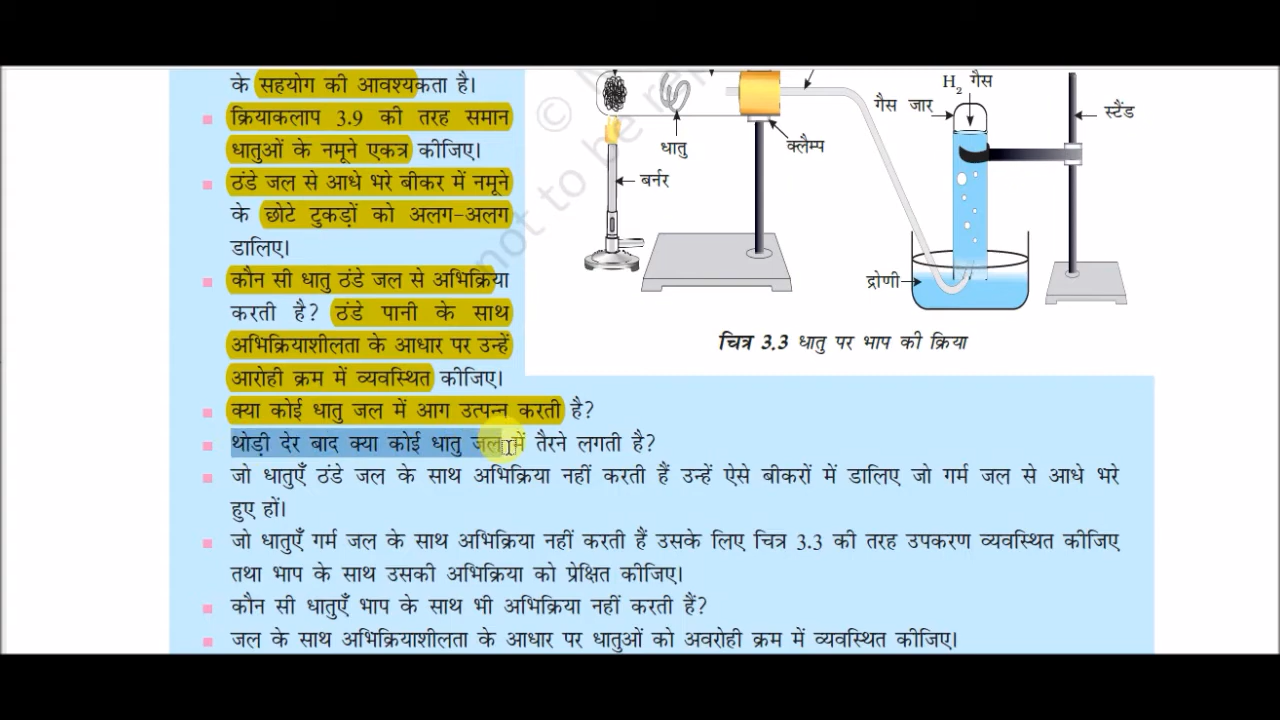 के सहयोग की आवश्यकता है।
क्रियाकलाप 3.9 की तरह समान
धातुओं के नमूने एकत्र कीजिए।
ठंडे जल से आधे भरे बीकर में नमूने
के छोटे टुकड़ों को अलग-अलग
डालिए।
कौन सी धातु ठंडे जल से अभिक्रिया
करती है? ठंडे पानी के साथ
अभिक्रियाशीलता के आधार पर उन्हें
आरोही क्रम में व्यवस्थित कीजिए।
क्या कोई धातु जल में आग उत्पन्न करती है?
थोड़ी देर बाद क्या कोई धातु जल में तैरने लगती है?
जो धातुएँ ठंडे जल के साथ अभिक्रिया नहीं करती हैं उन्हें ऐसे बीकरों में डालिए जो गर्म जल से आधे भरे
हुए हों।
जो धातुएँ गर्म जल के साथ अभिक्रिया नहीं करती हैं उसके लिए चित्र 3.3 की तरह उपकरण व्यवस्थित कीजिए
तथा भाप के साथ उसकी अभिक्रिया को प्रेक्षित कीजिए।
कौन सी धातुएँ भाप के साथ भी अभिक्रिया नहीं करती हैं?
जल के साथ अभिक्रियाशीलता के आधार पर धातुओं को अवरोही क्रम में व्यवस्थित कीजिए।
H₂ गैस
गैस जार
स्टैंड
धातु
क्लैम्प
बर्नर
द्रोणी
चित्र 3.3 धातु पर भाप की क्रिया
©
not to be re